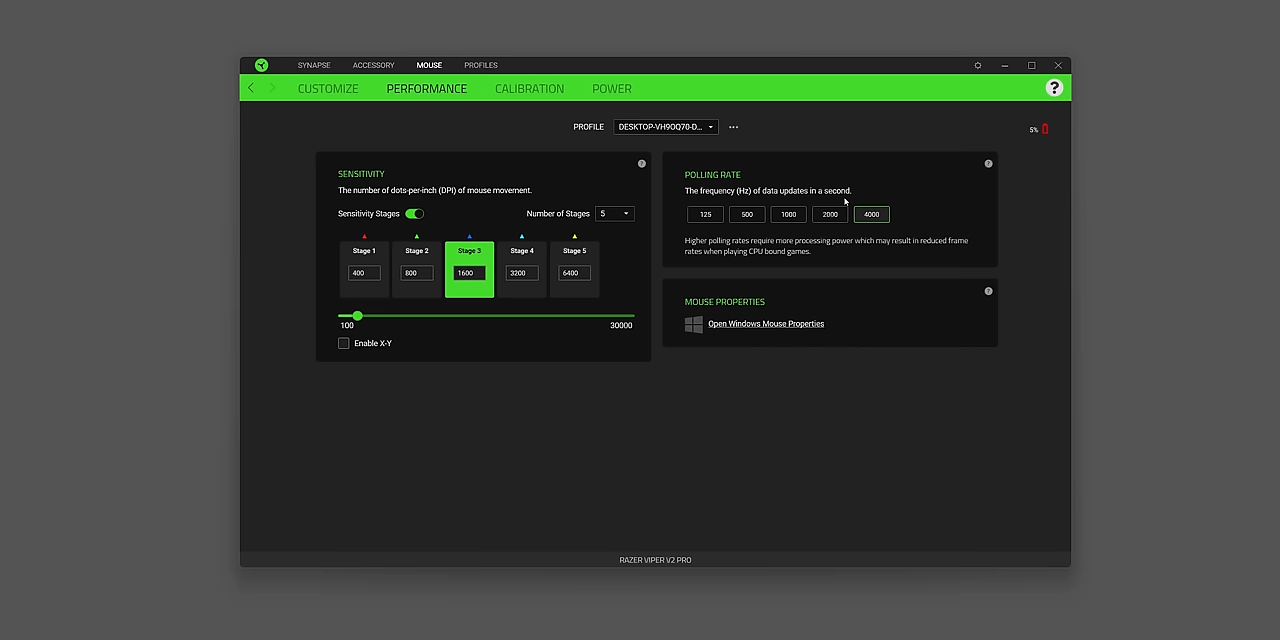 SYNAPSE ACCESSORY MOUSE PROFILES
CUSTOMIZE PERFORMANCE CALIBRATION POWER ?
PROFILE DESKTOP-VH9OQ70-D... •••
5%
SENSITIVITY ?
The number of dots-per-inch (DPI) of mouse movement.
Sensitivity Stages Number of Stages 5
Stage 1 Stage 2 Stage 3 Stage 4 Stage 5
400 800 1600 3200 6400
100 30000
Enable X-Y
POLLING RATE ?
The frequency (Hz) of data updates in a second.
125 500 1000 2000 4000
Higher polling rates require more processing power which may result in reduced frame
rates when playing CPU bound games.
MOUSE PROPERTIES ?
Open Windows Mouse Properties
RAZER VIPER V2 PRO